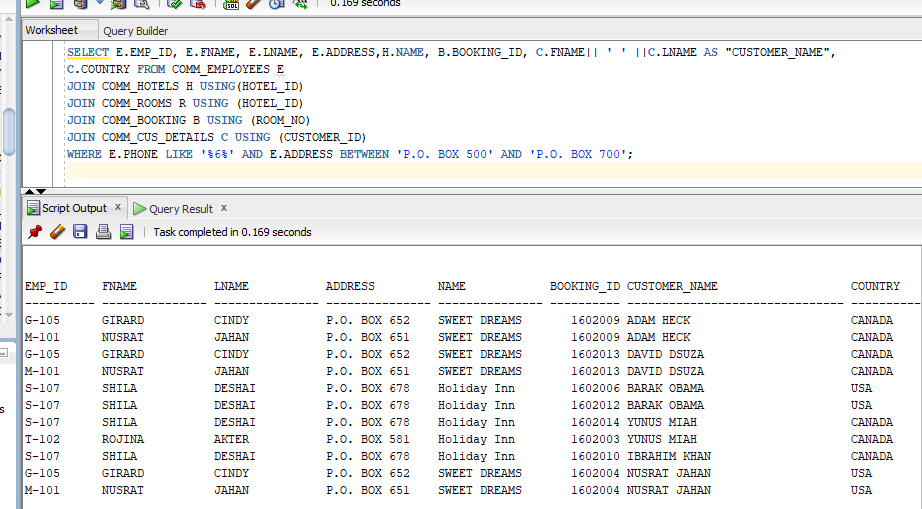 0.169 seconds
Worksheet Query Builder
SELECT E.EMP_ID, E.FNAME, E.LNAME, E.ADDRESS,H.NAME, B.BOOKING_ID, C.FNAME|| ' ' ||C.LNAME AS "CUSTOMER_NAME",
C.COUNTRY FROM COMM_EMPLOYEES E
JOIN COMM_HOTELS H USING(HOTEL_ID)
JOIN COMM_ROOMS R USING (HOTEL_ID)
JOIN COMM_BOOKING B USING (ROOM_NO)
JOIN COMM_CUS_DETAILS C USING (CUSTOMER_ID)
WHERE E.PHONE LIKE '%6%' AND E.ADDRESS BETWEEN 'P.O. BOX 500' AND 'P.O. BOX 700';
Script Output x Query Result x
Task completed in 0.169 seconds
EMP_ID FNAME LNAME ADDRESS NAME BOOKING_ID CUSTOMER_NAME COUNTRY
G-105 GIRARD CINDY P.O. BOX 652 SWEET DREAMS 1602009 ADAM HECK CANADA
M-101 NUSRAT JAHAN P.O. BOX 651 SWEET DREAMS 1602009 ADAM HECK CANADA
G-105 GIRARD CINDY P.O. BOX 652 SWEET DREAMS 1602013 DAVID DSUZA CANADA
M-101 NUSRAT JAHAN P.O. BOX 651 SWEET DREAMS 1602013 DAVID DSUZA CANADA
S-107 SHILA DESHAI P.O. BOX 678 Holiday Inn 1602006 BARAK OBAMA USA
S-107 SHILA DESHAI P.O. BOX 678 Holiday Inn 1602012 BARAK OBAMA USA
S-107 SHILA DESHAI P.O. BOX 678 Holiday Inn 1602014 YUNUS MIAH CANADA
T-102 ROJINA AKTER P.O. BOX 581 Holiday Inn 1602003 YUNUS MIAH CANADA
S-107 SHILA DESHAI P.O. BOX 678 Holiday Inn 1602010 IBRAHIM KHAN CANADA
G-105 GIRARD CINDY P.O. BOX 652 SWEET DREAMS 1602004 NUSRAT JAHAN USA
M-101 NUSRAT JAHAN P.O. BOX 651 SWEET DREAMS 1602004 NUSRAT JAHAN USA